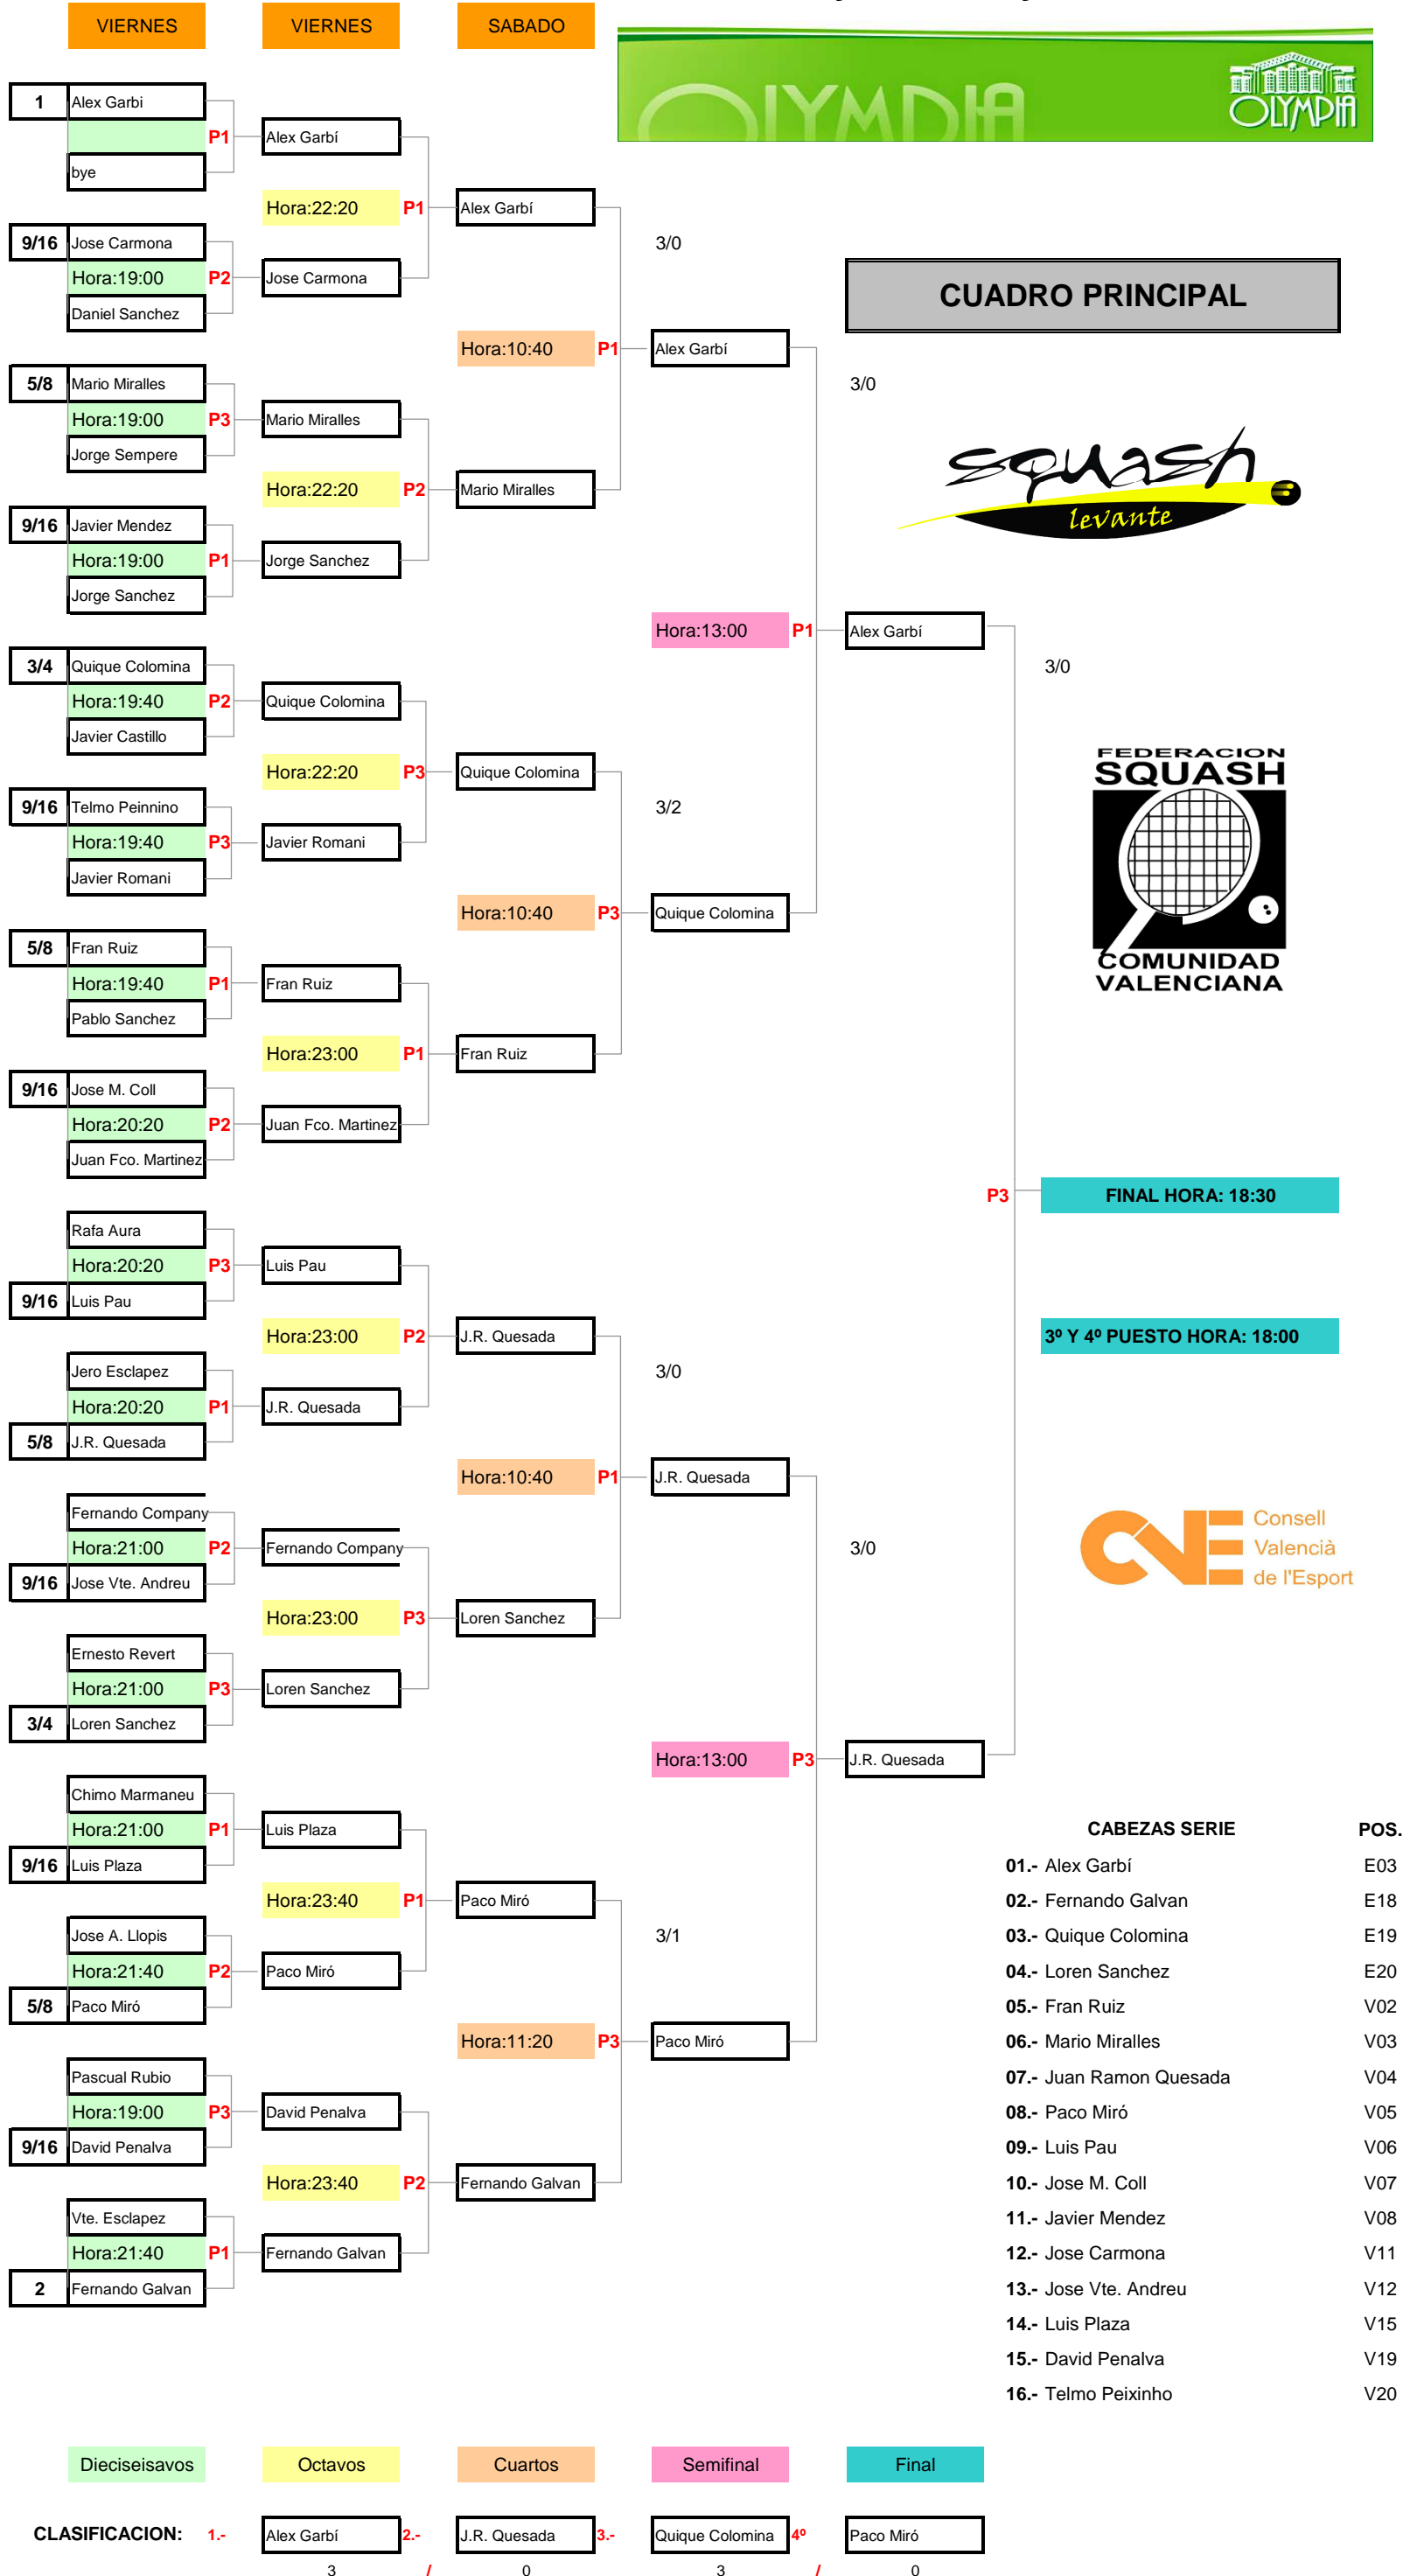 VIERNES VIERNES SABADO
OLYMPIA
OLYMPIA
1 Alex Garbi
P1 Alex Garbí
bye
Hora:22:20 P1 Alex Garbí
9/16 Jose Carmona 3/0
Hora:19:00 P2 Jose Carmona
CUADRO PRINCIPAL
Daniel Sanchez
Hora:10:40 P1 Alex Garbí
5/8 Mario Miralles 3/0
Hora:19:00 P3 Mario Miralles
Jorge Sempere
squash
levante
Hora:22:20 P2 Mario Miralles
9/16 Javier Mendez
Hora:19:00 P1 Jorge Sanchez
Jorge Sanchez
Hora:13:00 P1 Alex Garbí
3/4 Quique Colomina 3/0
Hora:19:40 P2 Quique Colomina
Javier Castillo
FEDERACION
SQUASH
Hora:22:20 P3 Quique Colomina
9/16 Telmo Peinnino 3/2
Hora:19:40 P3 Javier Romani
Javier Romani
Hora:10:40 P3 Quique Colomina
5/8 Fran Ruiz
COMUNIDAD
VALENCIANA
Hora:19:40 P1 Fran Ruiz
Pablo Sanchez
Hora:23:00 P1 Fran Ruiz
9/16 Jose M. Coll
Hora:20:20 P2 Juan Fco. Martinez
Juan Fco. Martinez
P3 FINAL HORA: 18:30
Rafa Aura
Hora:20:20 P3 Luis Pau
9/16 Luis Pau
Hora:23:00 P2 J.R. Quesada
3º Y 4º PUESTO HORA: 18:00
Jero Esclapez 3/0
Hora:20:20 P1 J.R. Quesada
5/8 J.R. Quesada
Hora:10:40 P1 J.R. Quesada
Fernando Company
Consell
Hora:21:00 P2 Fernando Company 3/0
Valencià
9/16 Jose Vte. Andreu
de l'Esport
Hora:23:00 P3 Loren Sanchez
Ernesto Revert
Hora:21:00 P3 Loren Sanchez
3/4 Loren Sanchez
Hora:13:00 P3 J.R. Quesada
Chimo Marmaneu
Hora:21:00 P1 Luis Plaza CABEZAS SERIE POS.
9/16 Luis Plaza 01.- Alex Garbí E03
Hora:23:40 P1 Paco Miró 02.- Fernando Galvan E18
Jose A. Llopis 3/1 03.- Quique Colomina E19
Hora:21:40 P2 Paco Miró 04.- Loren Sanchez E20
5/8 Paco Miró 05.- Fran Ruiz V02
Hora:11:20 P3 Paco Miró 06.- Mario Miralles V03
Pascual Rubio 07.- Juan Ramon Quesada V04
Hora:19:00 P3 David Penalva 08.- Paco Miró V05
9/16 David Penalva 09.- Luis Pau V06
Hora:23:40 P2 Fernando Galvan 10.- Jose M. Coll V07
Vte. Esclapez 11.- Javier Mendez V08
Hora:21:40 P1 Fernando Galvan 12.- Jose Carmona V11
2 Fernando Galvan 13.- Jose Vte. Andreu V12
14.- Luis Plaza V15
15.- David Penalva V19
16.- Telmo Peixinho V20
Dieciseisavos Octavos Cuartos Semifinal Final
CLASIFICACION: 1.- Alex Garbí 2.- J.R. Quesada 3.- Quique Colomina 4º Paco Miró
3 / 0 3 / 0